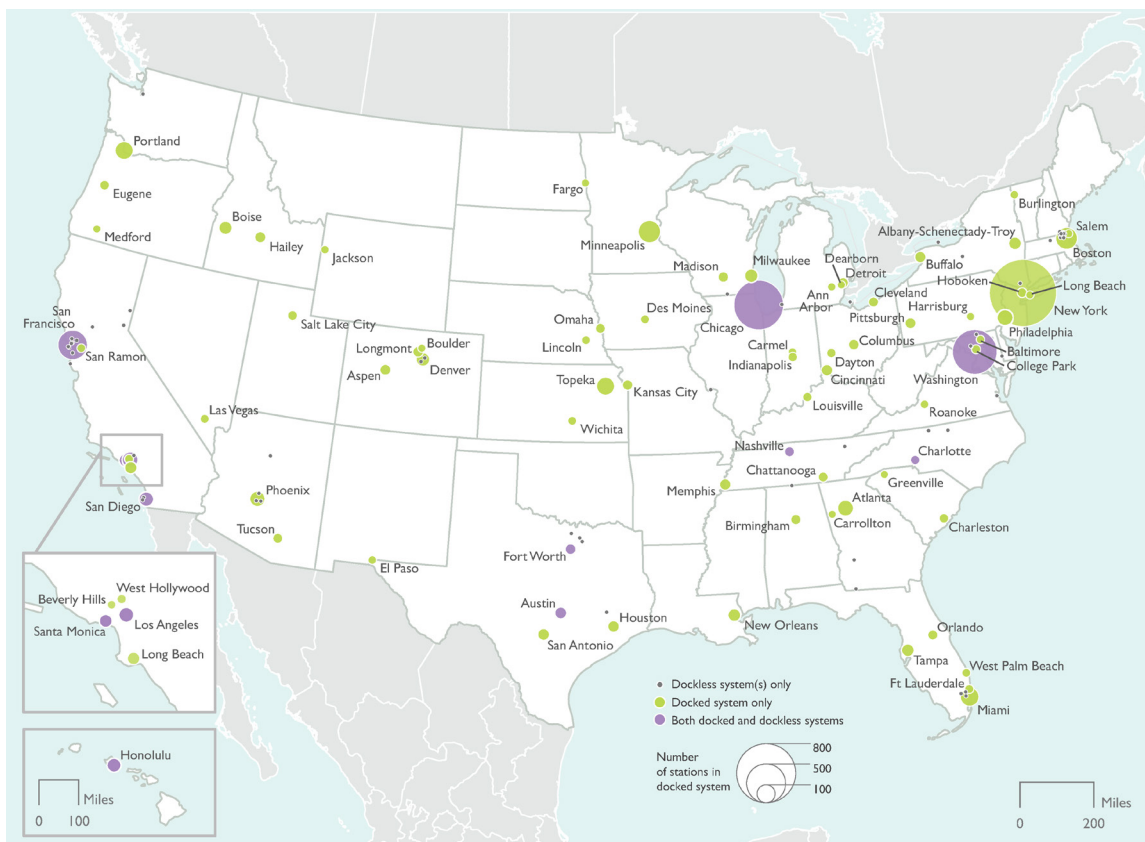 Portland
Eugene
Medford
Boise
Hailey
Jackson
Fargo
Minneapolis
Madison
Milwaukee
Dearborn
Detroit
Ann
Arbor
Burlington
Albany-Schenectady-Troy
Salem
Boston
Buffalo
Hoboken
Long Beach
New York
Cleveland
Harrisburg
Pittsburgh
Philadelphia
San
Francisco
San Ramon
Salt Lake City
Longmont
Boulder
Aspen
Denver
Omaha
Lincoln
Des Moines
Chicago
Carmel
Indianapolis
Columbus
Dayton
Cincinnati
Baltimore
College Park
Washington
Topeka
Kansas City
Louisville
Roanoke
Las Vegas
Wichita
Nashville
Charlotte
Chattanooga
Greenville
Memphis
San Diego
Phoenix
Tucson
Birmingham
Atlanta
Carrollton
Charleston
Fort Worth
El Paso
Austin
Houston
San Antonio
New Orleans
Orlando
Tampa
West Palm Beach
Ft Lauderdale
Miami
West Hollywood
Beverly Hills
Santa Monica
Los Angeles
Long Beach
Honolulu
Miles
0 100
Dockless system(s) only
Docked system only
Both docked and dockless systems
Number
of stations in
docked system
800
500
100
Miles
0 200